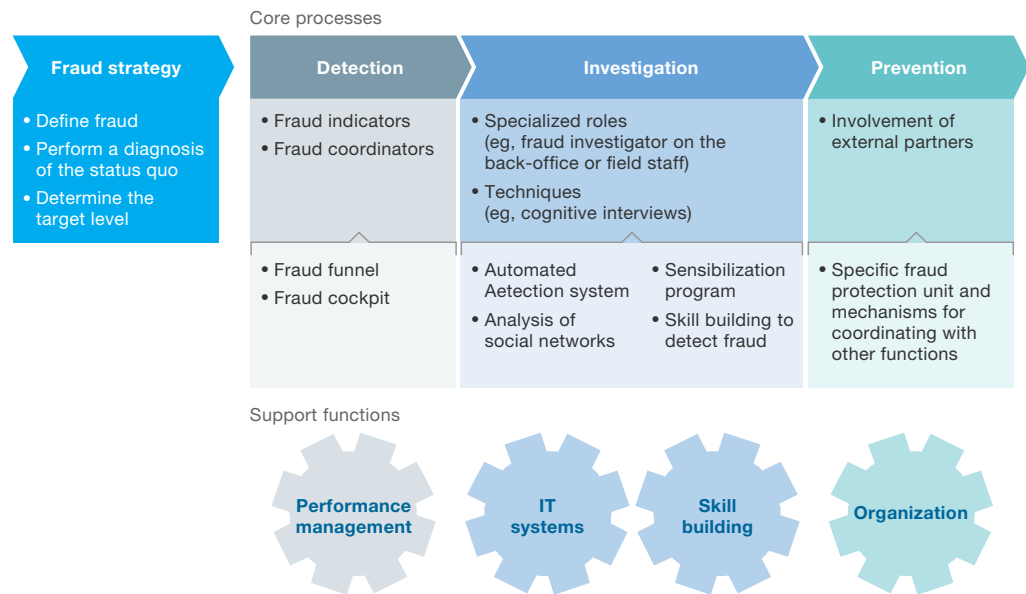 Core processes
Fraud strategy
• Define fraud
• Perform a diagnosis
of the status quo
• Determine the
target level
Detection
• Fraud indicators
• Fraud coordinators
• Fraud funnel
• Fraud cockpit
Investigation
• Specialized roles
(eg, fraud investigator on the
back-office or field staff)
• Techniques
(eg, cognitive interviews)
• Automated
Aetection system
• Analysis of
social networks
• Sensibilization
program
• Skill building to
detect fraud
Prevention
• Involvement of
external partners
• Specific fraud
protection unit and
mechanisms for
coordinating with
other functions
Support functions
Performance
management
IT
systems
Skill
building
Organization